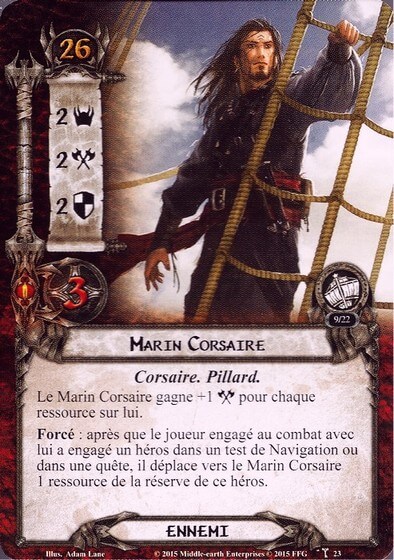 26
2
2
2
3
9/22
Marin Corsaire
Corsaire. Pillard.
Le Marin Corsaire gagne +1 pour chaque
ressource sur lui.
Forcé : après que le joueur engagé au combat avec
lui a engagé un héros dans un test de Navigation ou
dans une quête, il déplace vers le Marin Corsaire
1 ressource de la réserve de ce héros.
ENNEMI
Illus. Adam Lane © 2015 Middle-earth Enterprises © 2015 FFG 23